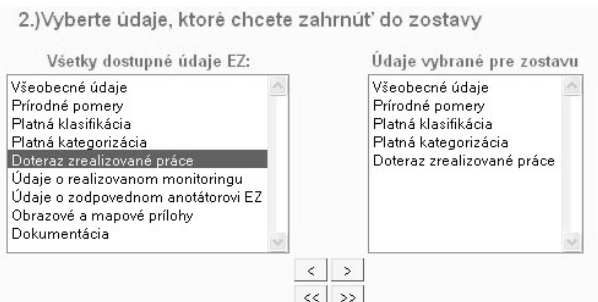 2.)Vyberte údaje, ktoré chcete zahrnúť do zostavy
Všetky dostupné údaje EZ:
Všeobecné údaje
Prírodné pomery
Platná klasifikácia
Platná kategorizácia
Doteraz zrealizované práce
Údaje o realizovanom monitoringu
Údaje o zodpovednom anotátorovi EZ
Obrazové a mapové prílohy
Dokumentácia
Údaje vybrané pre zostavu
Všeobecné údaje
Prírodné pomery
Platná klasifikácia
Platná kategorizácia
Doteraz zrealizované práce
< >
<< >>